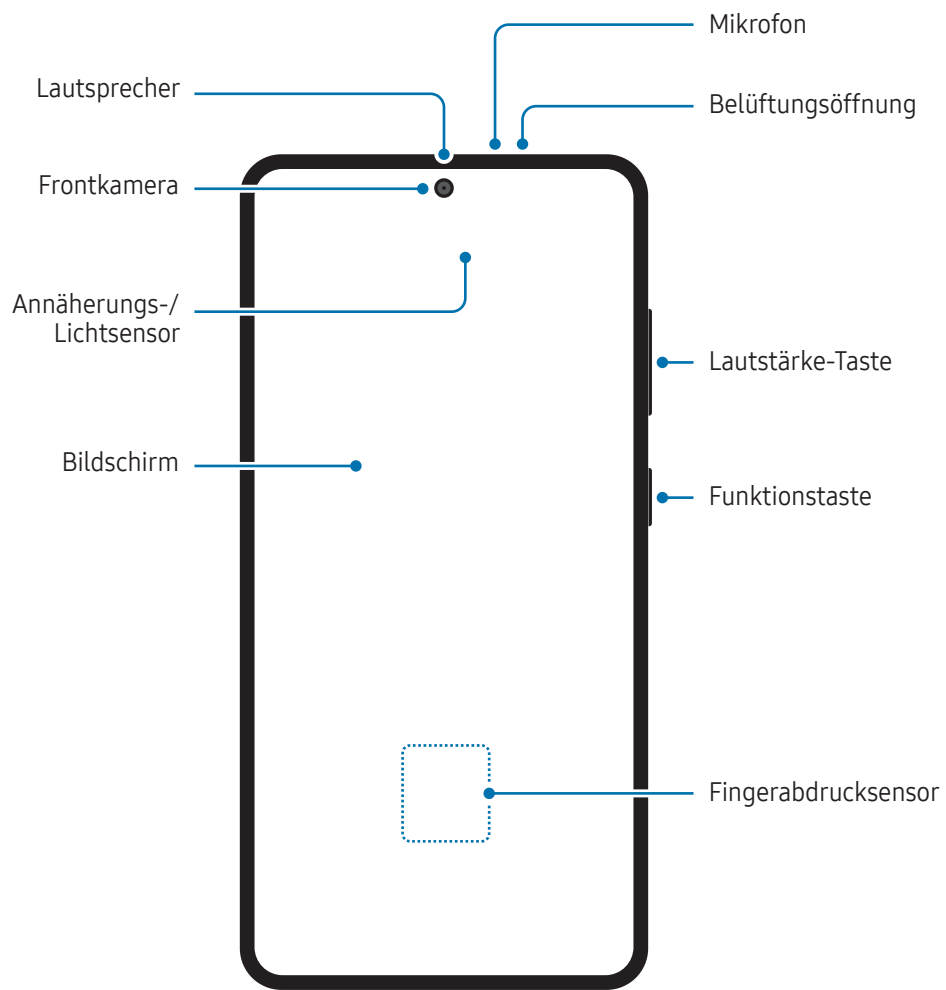 Mikrofon
Lautsprecher
Belüftungsöffnung
Frontkamera
Annäherungs-/
Lichtsensor
Lautstärke-Taste
Bildschirm
Funktionstaste
Fingerabdrucksensor